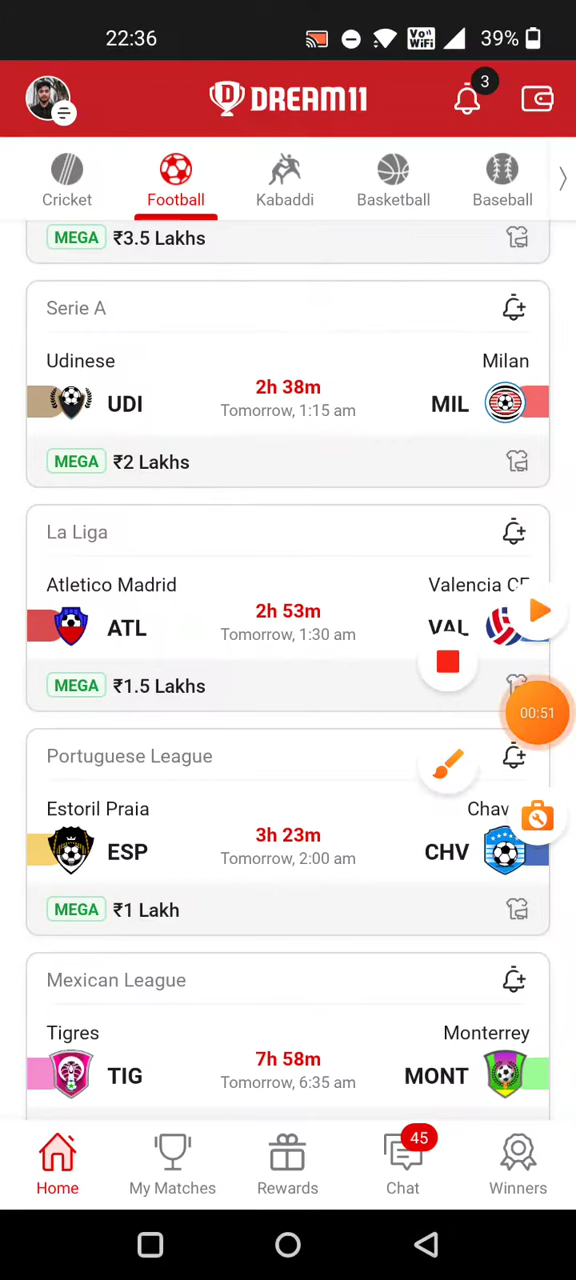 22:36
Vo WiFi
39%
DREAM11
3
Cricket
Football
Kabaddi
Basketball
Baseball
MEGA ₹3.5 Lakhs
Serie A
Udinese
Milan
UDI
2h 38m
Tomorrow, 1:15 am
MIL
MEGA ₹2 Lakhs
La Liga
Atletico Madrid
Valencia CF
ATL
2h 53m
Tomorrow, 1:30 am
VAL
MEGA ₹1.5 Lakhs
00:51
Portuguese League
Estoril Praia
Chav
ESP
3h 23m
Tomorrow, 2:00 am
CHV
MEGA ₹1 Lakh
Mexican League
Tigres
Monterrey
TIG
7h 58m
Tomorrow, 6:35 am
MONT
Home
My Matches
Rewards
45
Chat
Winners